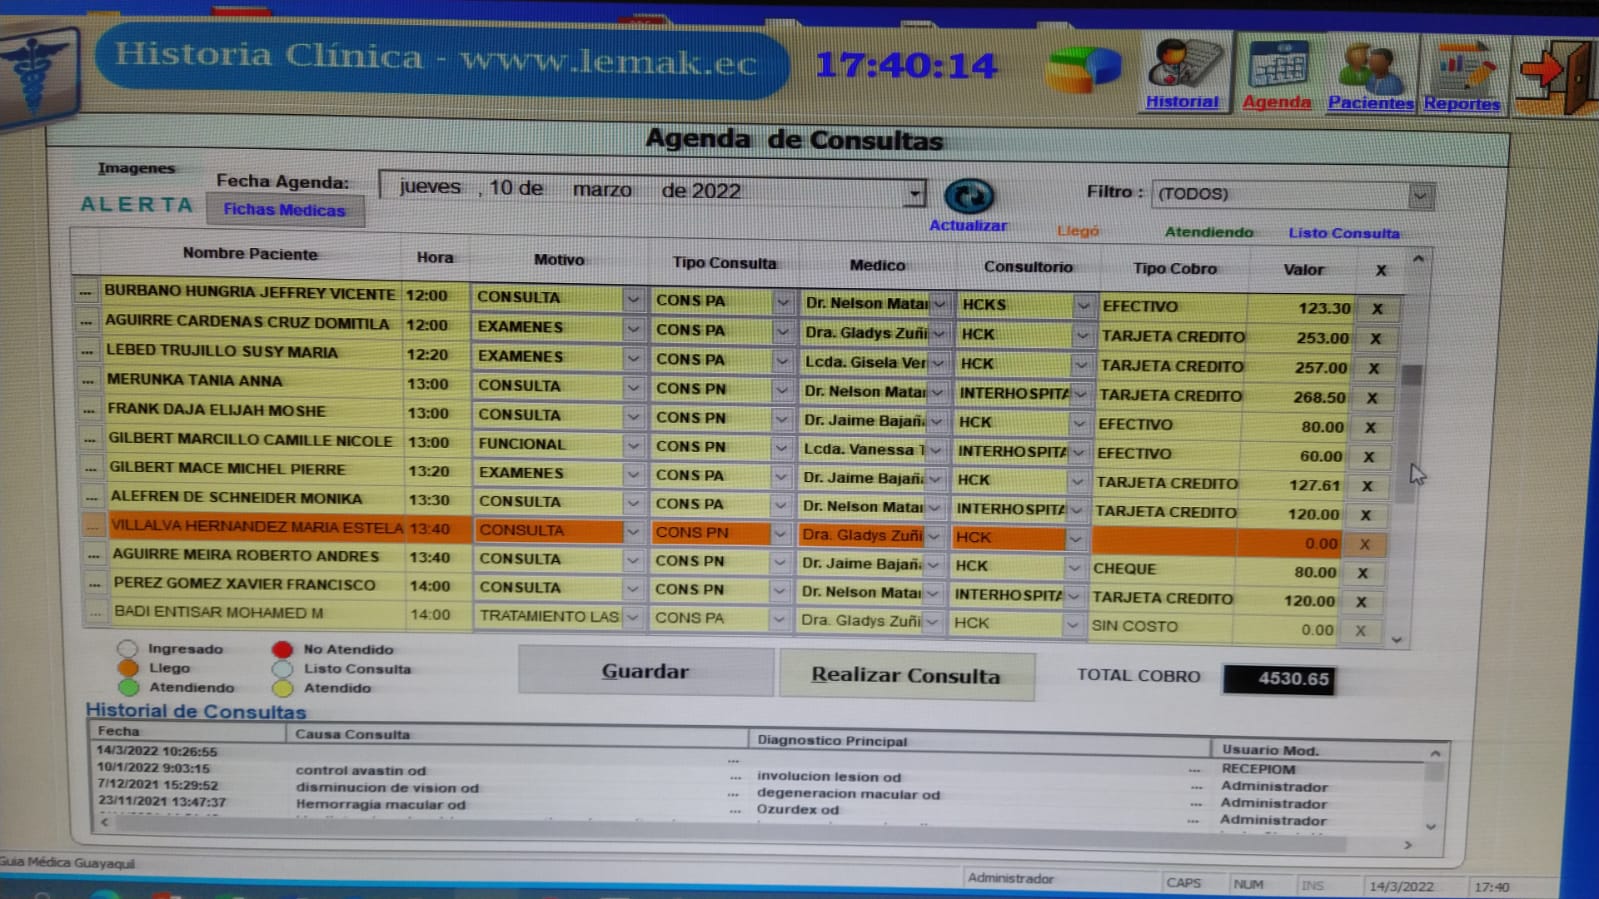 Historia Clínica - www.lemak.ec
17:40:14
Historial Agenda Pacientes Reportes
Agenda de Consultas
Imagenes
ALERTA
Fecha Agenda: jueves , 10 de marzo de 2022
Fichas Medicas
Actualizar
Filtro : (TODOS)
Llegó Atendiendo Listo Consulta
Nombre Paciente Hora Motivo Tipo Consulta Medico Consultorio Tipo Cobro Valor X
... BURBANO HUNGRIA JEFFREY VICENTE 12:00 CONSULTA CONS PA Dr. Nelson Matar HCKS EFECTIVO 123.30 X
... AGUIRRE CARDENAS CRUZ DOMITILA 12:00 EXAMENES CONS PA Dra. Gladys Zuñi HCK TARJETA CREDITO 253.00 X
... LEBED TRUJILLO SUSY MARIA 12:20 EXAMENES CONS PA Lcda. Gisela Ver HCK TARJETA CREDITO 257.00 X
... MERUNKA TANIA ANNA 13:00 CONSULTA CONS PN Dr. Nelson Matar INTERHOSPITA TARJETA CREDITO 268.50 X
... FRANK DAJA ELIJAH MOSHE 13:00 CONSULTA CONS PN Dr. Jaime Bajaña HCK EFECTIVO 80.00 X
... GILBERT MARCILLO CAMILLE NICOLE 13:00 FUNCIONAL CONS PN Lcda. Vanessa T INTERHOSPITA EFECTIVO 60.00 X
... GILBERT MACE MICHEL PIERRE 13:20 EXAMENES CONS PA Dr. Jaime Bajaña HCK TARJETA CREDITO 127.61 X
... ALEFREN DE SCHNEIDER MONIKA 13:30 CONSULTA CONS PA Dr. Nelson Matar INTERHOSPITA TARJETA CREDITO 120.00 X
... VILLALVA HERNANDEZ MARIA ESTELA 13:40 CONSULTA CONS PN Dra. Gladys Zuñi HCK 0.00 X
... AGUIRRE MEIRA ROBERTO ANDRES 13:40 CONSULTA CONS PN Dr. Jaime Bajaña HCK CHEQUE 80.00 X
... PEREZ GOMEZ XAVIER FRANCISCO 14:00 CONSULTA CONS PN Dr. Nelson Matar INTERHOSPITA TARJETA CREDITO 120.00 X
... BADI ENTISAR MOHAMED M 14:00 TRATAMIENTO LAS CONS PA Dra. Gladys Zuñi HCK SIN COSTO 0.00 X
Ingresado No Atendido
Llego Listo Consulta
Atendiendo Atendido
Guardar
Realizar Consulta
TOTAL COBRO 4530.65
Historial de Consultas
Fecha Causa Consulta Diagnostico Principal Usuario Mod.
14/3/2022 10:26:55 ... RECEPIOM
10/1/2022 9:03:15 control avastin od ... involucion lesion od ... Administrador
7/12/2021 15:29:52 disminucion de vision od ... degeneracion macular od ... Administrador
23/11/2021 13:47:37 Hemorragia macular od ... Ozurdex od ... Administrador
Guia Médica Guayaquil
Administrador CAPS NUM INS 14/3/2022 17:40